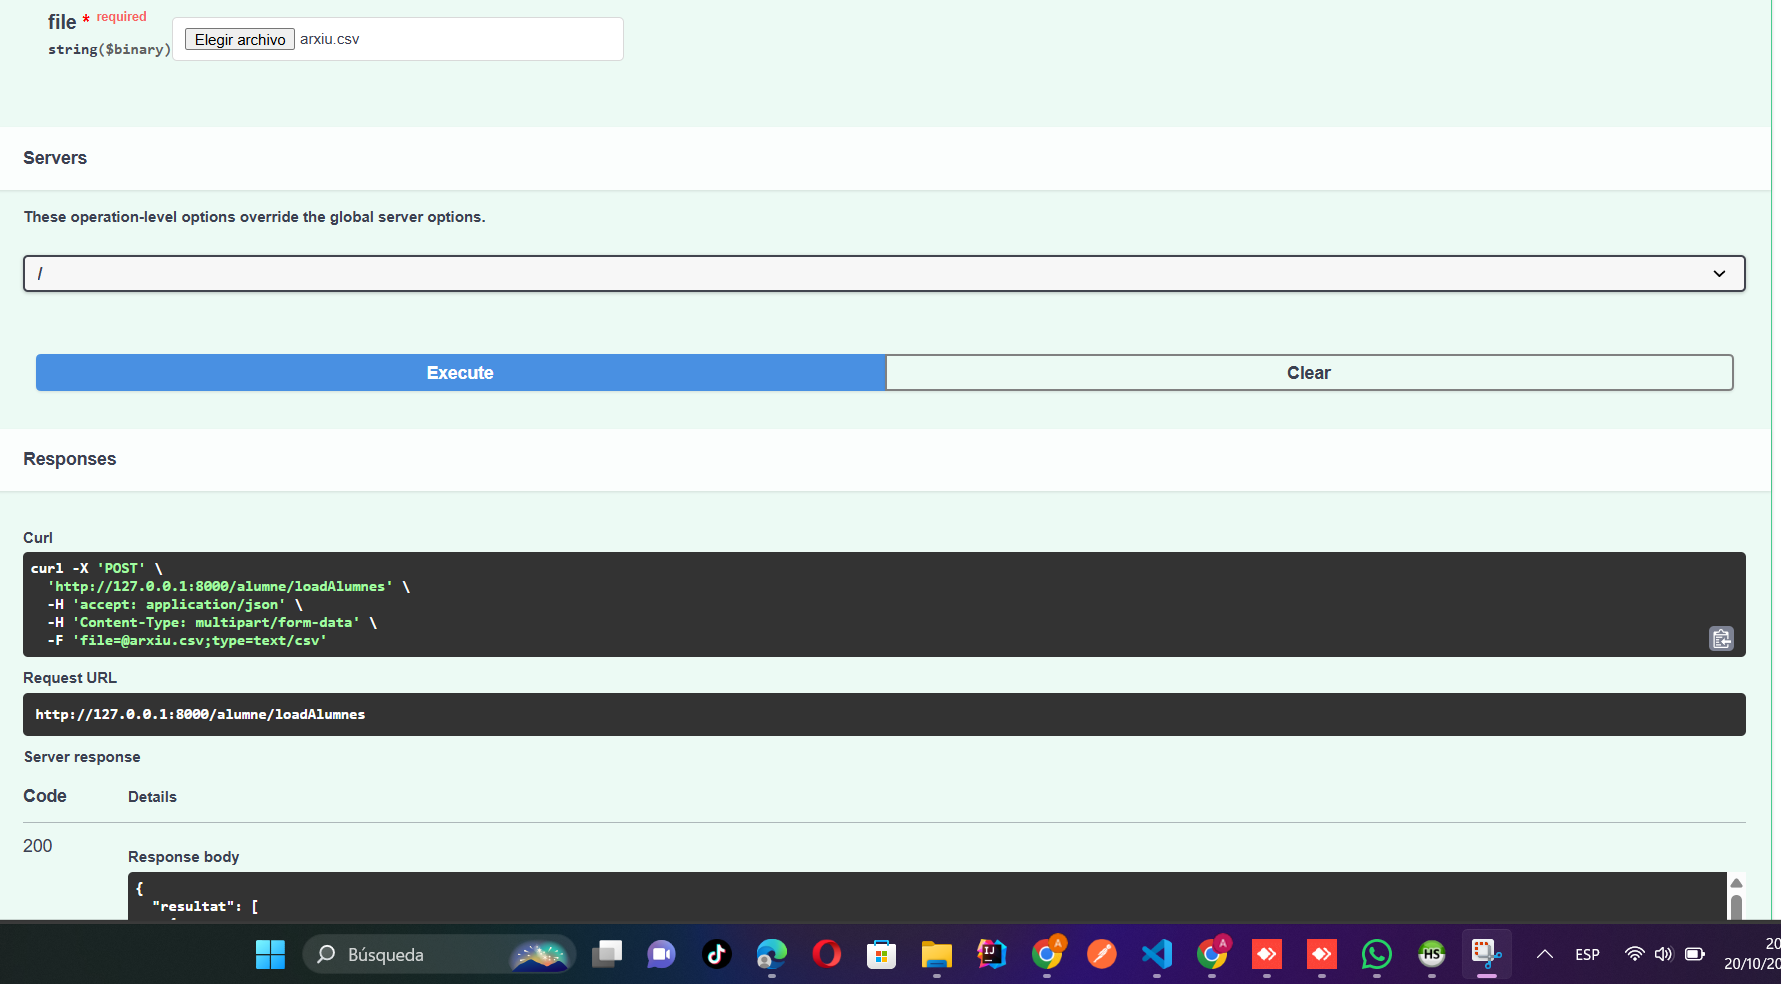 file * required
string($binary)
Elegir archivo arxiu.csv
Servers
These operation-level options override the global server options.
/
Execute
Clear
Responses
Curl
curl -X 'POST' \
'http://127.0.0.1:8000/alumne/loadAlumnes' \
-H 'accept: application/json' \
-H 'Content-Type: multipart/form-data' \
-F 'file=@arxiu.csv;type=text/csv'
Request URL
http://127.0.0.1:8000/alumne/loadAlumnes
Server response
Code Details
200
Response body
{
"resultat": [
Búsqueda
A
A
HS
ESP
20
20/10/20